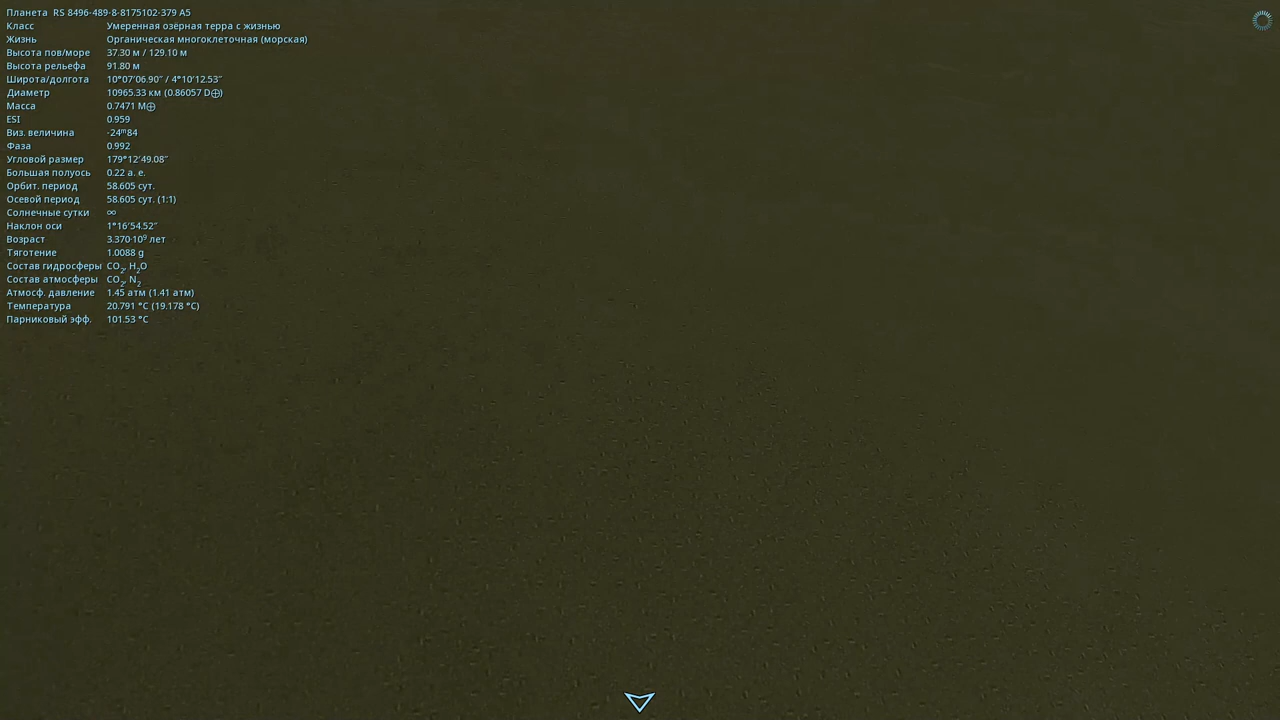 Планета RS 8496-489-8-8175102-379 A5
Класс Умеренная озёрная терра с жизнью
Жизнь Органическая многоклеточная (морская)
Высота пов/море 37.30 м / 129.10 м
Высота рельефа 91.80 м
Широта/долгота 10°07′06.90″ / 4°10′12.53″
Диаметр 10965.33 км (0.86057 D⊕)
Масса 0.7471 M⊕
ESI 0.959
Виз. величина -24ᵐ84
Фаза 0.992
Угловой размер 179°12′49.08″
Большая полуось 0.22 а. е.
Орбит. период 58.605 сут.
Осевой период 58.605 сут. (1:1)
Солнечные сутки ∞
Наклон оси 1°16′54.52″
Возраст 3.370·10⁹ лет
Тяготение 1.0088 g
Состав гидросферы CO₂, H₂O
Состав атмосферы CO₂, N₂
Атмосф. давление 1.45 атм (1.41 атм)
Температура 20.791 °C (19.178 °C)
Парниковый эфф. 101.53 °C